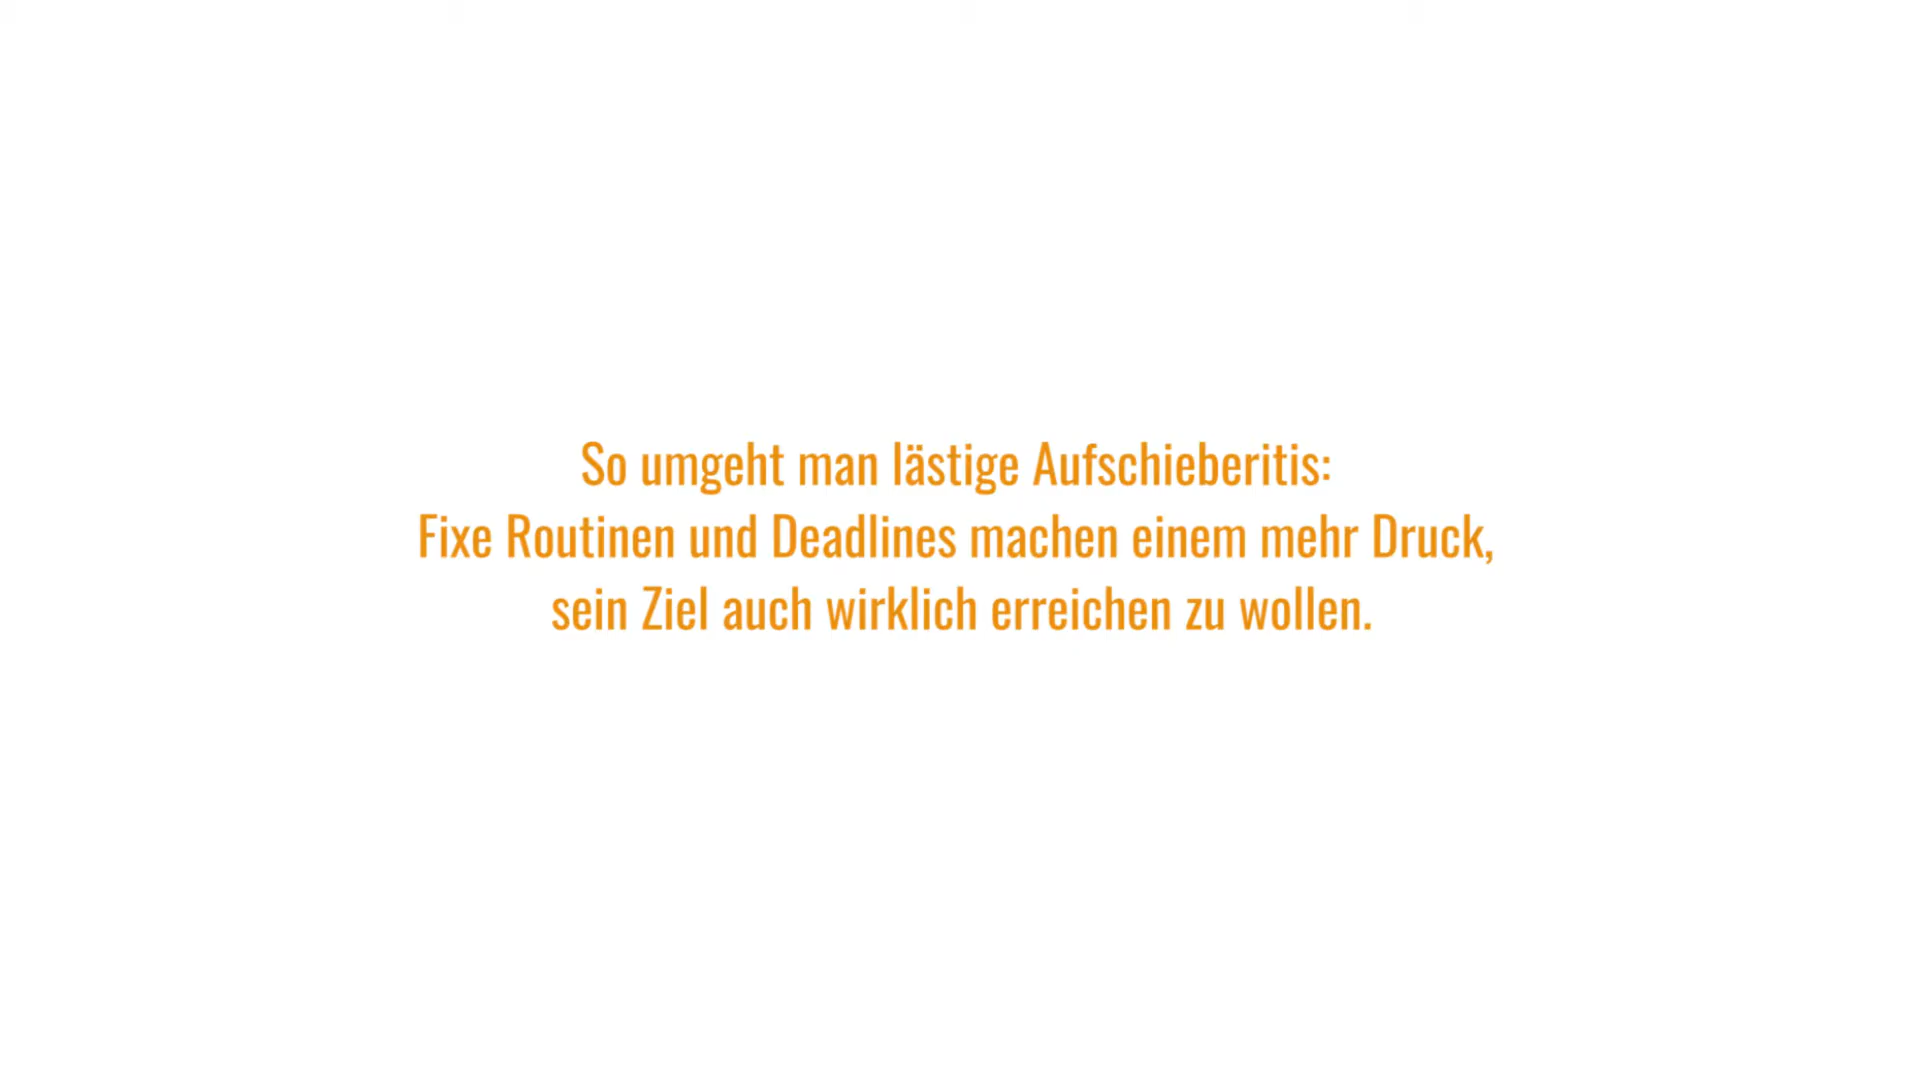 So umgeht man lästige Aufschieberitis:
Fixe Routinen und Deadlines machen einem mehr Druck,
sein Ziel auch wirklich erreichen zu wollen.